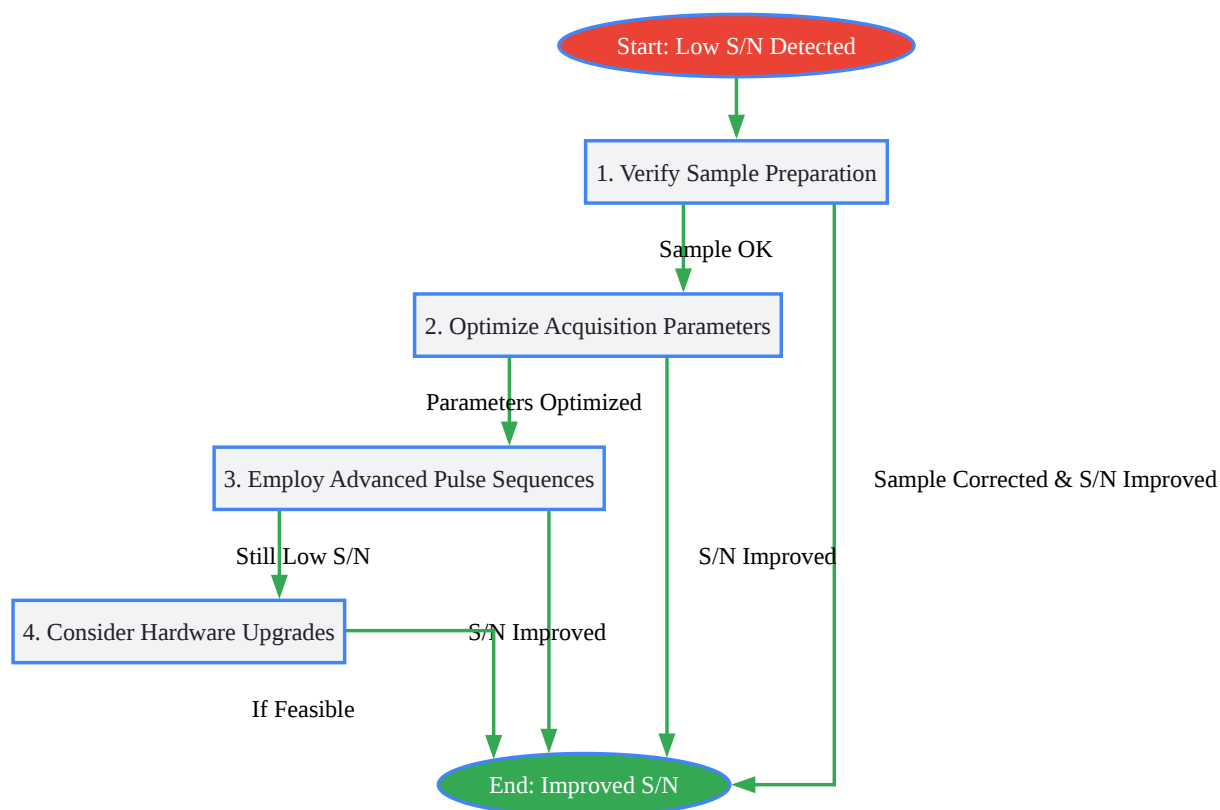 Start: Low S/N Detected
1. Verify Sample Preparation
Sample OK
2. Optimize Acquisition Parameters
Parameters Optimized
3. Employ Advanced Pulse Sequences
Sample Corrected & S/N Improved
Still Low S/N
S/N Improved
4. Consider Hardware Upgrades
S/N Improved
If Feasible
End: Improved S/N